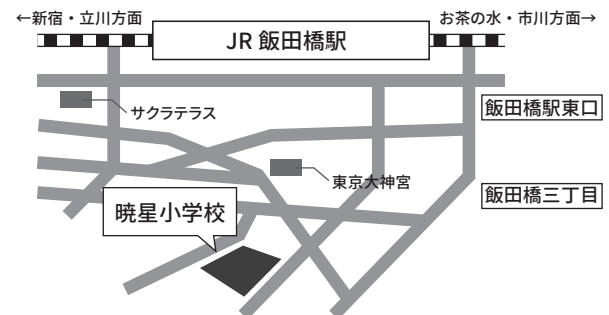 ←新宿・立川方面
お茶の水・市川方面→
JR 飯田橋駅
サクラテラス
飯田橋駅東口
東京大神宮
飯田橋三丁目
暁星小学校